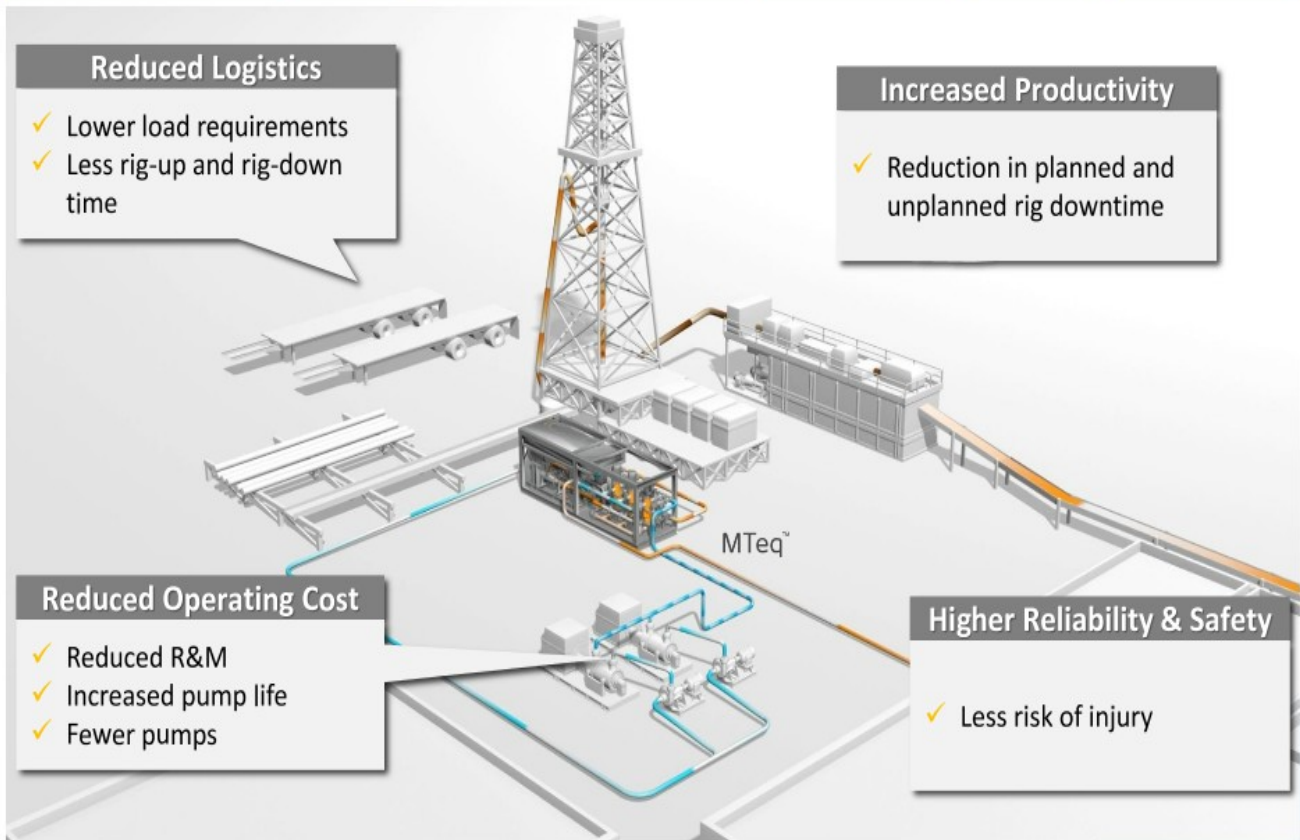 Reduced Logistics
✓ Lower load requirements
✓ Less rig-up and rig-down
time
Increased Productivity
✓ Reduction in planned and
unplanned rig downtime
MTeq™
Reduced Operating Cost
✓ Reduced R&M
✓ Increased pump life
✓ Fewer pumps
Higher Reliability & Safety
✓ Less risk of injury